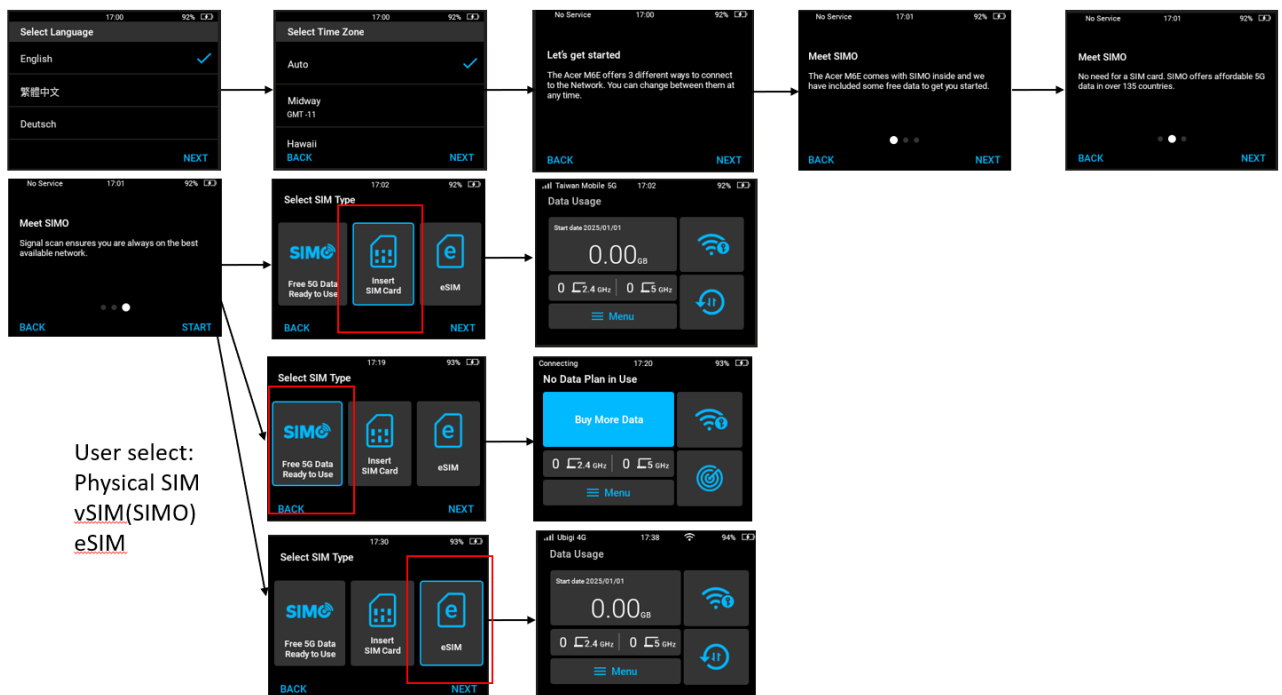 17:00 92%
Select Language
English
繁體中文
Deutsch
NEXT
17:00 92%
Select Time Zone
Auto
Midway
GMT -11
Hawaii
BACK NEXT
No Service 17:00 92%
Let's get started
The Acer M6E offers 3 different ways to connect
to the Network. You can change between them at
any time.
BACK NEXT
No Service 17:01 92%
Meet SIMO
The Acer M6E comes with SIMO inside and we
have included some free data to get you started.
BACK NEXT
No Service 17:01 92%
Meet SIMO
No need for a SIM card. SIMO offers affordable 5G
data in over 135 countries.
BACK NEXT
No Service 17:01 92%
Meet SIMO
Signal scan ensures you are always on the best
available network.
BACK START
17:02 92%
Select SIM Type
SIMO
Free 5G Data
Ready to Use
Insert
SIM Card
e
eSIM
BACK NEXT
Taiwan Mobile 5G 17:02 92%
Data Usage
Start date 2025/01/01
0.00 GB
0 2.4 GHz 0 5 GHz
Menu
17:19 93%
Select SIM Type
SIMO
Free 5G Data
Ready to Use
Insert
SIM Card
e
eSIM
BACK NEXT
Connecting 17:20 93%
No Data Plan in Use
Buy More Data
0 2.4 GHz 0 5 GHz
Menu
User select:
Physical SIM
vSIM(SIMO)
eSIM
17:30 93%
Select SIM Type
SIMO
Free 5G Data
Ready to Use
Insert
SIM Card
e
eSIM
BACK NEXT
Ubigi 4G 17:38 94%
Data Usage
Start date 2025/01/01
0.00 GB
0 2.4 GHz 0 5 GHz
Menu